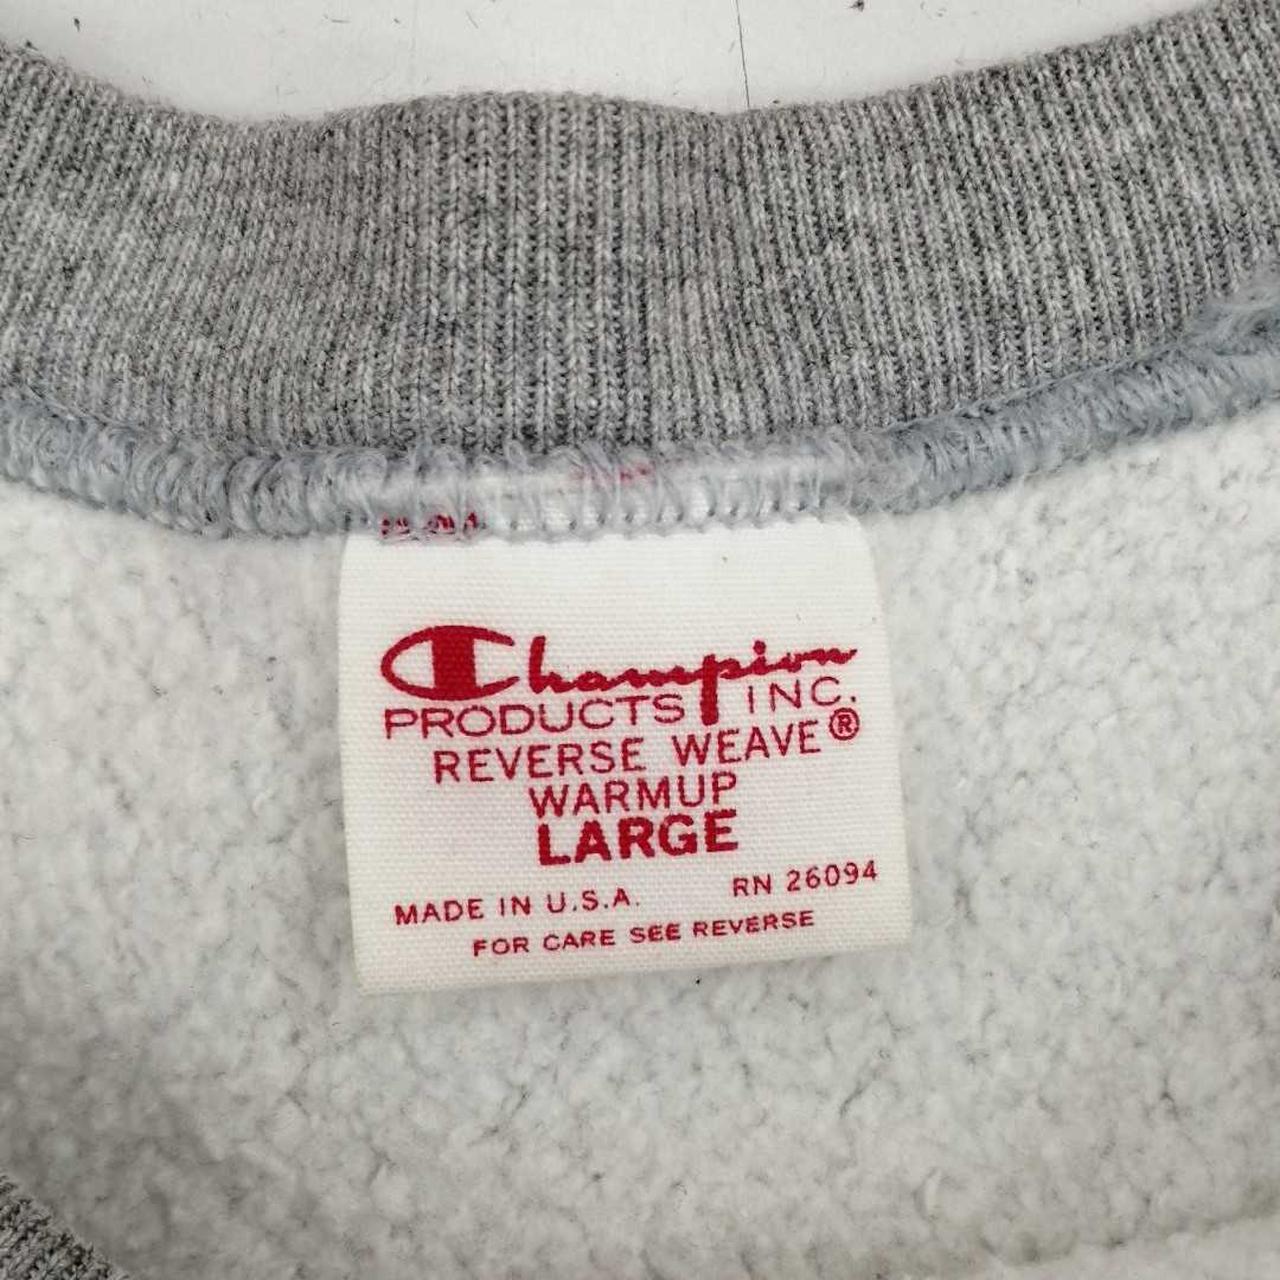 Champion
PRODUCTS INC.
REVERSE WEAVE®
WARMUP
LARGE
MADE IN U.S.A. RN 26094
FOR CARE SEE REVERSE